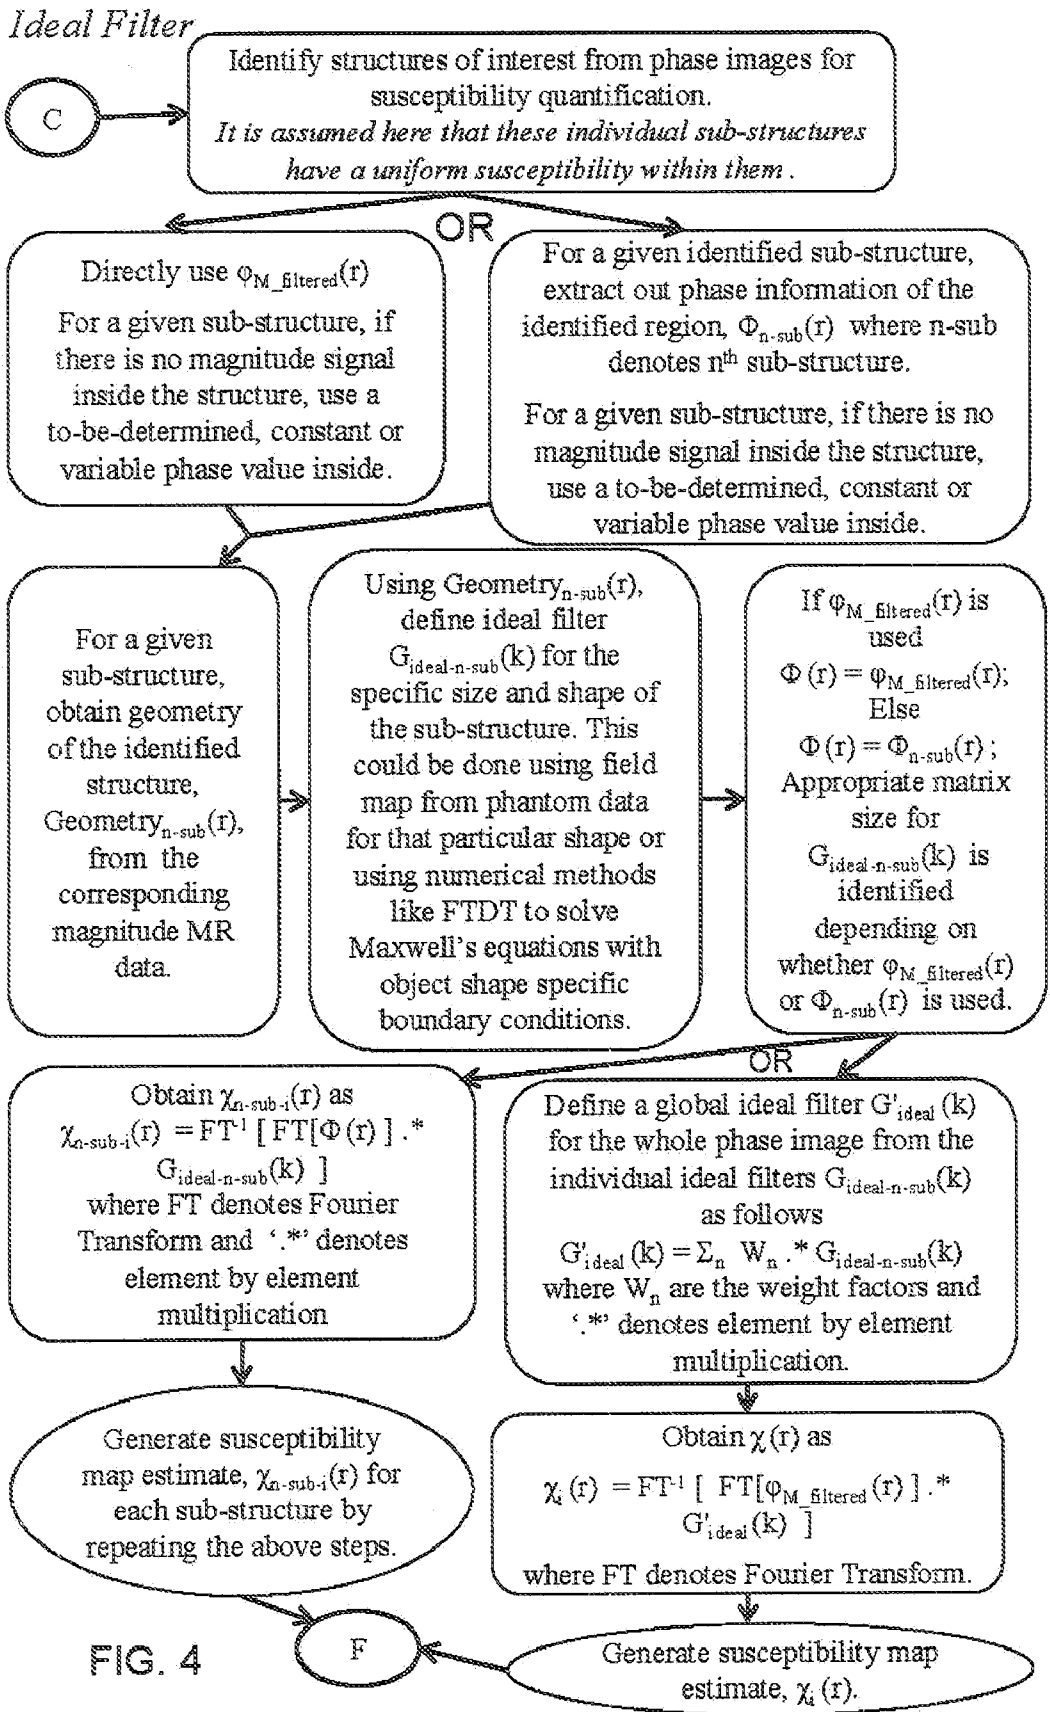 Ideal Filter
C
Identify structures of interest from phase images for
susceptibility quantification.
It is assumed here that these individual sub-structures
have a uniform susceptibility within them.
OR
Directly use φM_filtered(r)
For a given sub-structure, if
there is no magnitude signal
inside the structure, use a
to-be-determined, constant or
variable phase value inside.
For a given identified sub-structure,
extract out phase information of the
identified region, Φn-sub(r) where n-sub
denotes nth sub-structure.
For a given sub-structure, if there is no
magnitude signal inside the structure,
use a to-be-determined, constant or
variable phase value inside.
For a given
sub-structure,
obtain geometry
of the identified
structure,
Geometryn-sub(r),
from the
corresponding
magnitude MR
data.
Using Geometryn-sub(r),
define ideal filter
Gideal-n-sub(k) for the
specific size and shape of
the sub-structure. This
could be done using field
map from phantom data
for that particular shape or
using numerical methods
like FTDT to solve
Maxwell's equations with
object shape specific
boundary conditions.
If φM_filtered(r) is
used
Φ(r) = φM_filtered(r);
Else
Φ(r) = Φn-sub(r);
Appropriate matrix
size for
Gideal-n-sub(k) is
identified
depending on
whether φM_filtered(r)
or Φn-sub(r) is used.
OR
Obtain χn-sub-i(r) as
χn-sub-i(r) = FT-1 [ FT[Φ(r) ] .*
Gideal-n-sub(k) ]
where FT denotes Fourier
Transform and '.*' denotes
element by element
multiplication
Define a global ideal filter G'ideal (k)
for the whole phase image from the
individual ideal filters Gideal-n-sub(k)
as follows
G'ideal (k) = Σn Wn .* Gideal-n-sub(k)
where Wn are the weight factors and
'.*' denotes element by element
multiplication.
Generate susceptibility
map estimate, χn-sub-i(r) for
each sub-structure by
repeating the above steps.
Obtain χ(r) as
χi (r) = FT-1 [ FT[φM_filtered(r) ] .*
G'ideal(k) ]
where FT denotes Fourier Transform.
F
Generate susceptibility map
estimate, χi (r).
FIG. 4